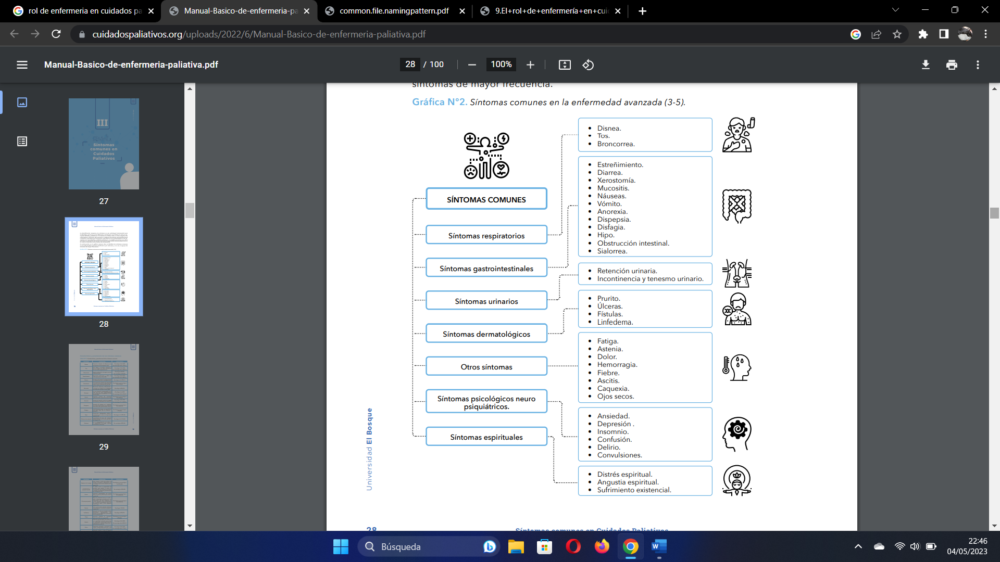 rol de enfermeria en cuidados pa
Manual-Basico-de-enfermeria-pa
common.file.namingpattern.pdf
9.El+rol+de+enfermería+en+cui
cuidadospaliativos.org/uploads/2022/6/Manual-Basico-de-enfermeria-paliativa.pdf
Manual-Basico-de-enfermeria-paliativa.pdf
28 / 100
100%
III
Síntomas
comunes en
Cuidados
Paliativos
27
28
29
síntomas de mayor frecuencia.
Gráfica N°2. Síntomas comunes en la enfermedad avanzada (3-5).
SÍNTOMAS COMUNES
Síntomas respiratorios
• Disnea.
• Tos.
• Broncorrea.
Síntomas gastrointestinales
• Estreñimiento.
• Diarrea.
• Xerostomía.
• Mucositis.
• Náuseas.
• Vómito.
• Anorexia.
• Dispepsia.
• Disfagia.
• Hipo.
• Obstrucción intestinal.
• Sialorrea.
Síntomas urinarios
• Retención urinaria.
• Incontinencia y tenesmo urinario.
Síntomas dermatológicos
• Prurito.
• Úlceras.
• Fístulas.
• Linfedema.
Otros síntomas
• Fatiga.
• Astenia.
• Dolor.
• Hemorragia.
• Fiebre.
• Ascitis.
• Caquexia.
• Ojos secos.
Síntomas psicológicos neuro
psiquiátricos.
• Ansiedad.
• Depresión .
• Insomnio.
• Confusión.
• Delirio.
• Convulsiones.
Síntomas espirituales
• Distrés espiritual.
• Angustia espiritual.
• Sufrimiento existencial.
Universidad El Bosque
28
Síntomas comunes en Cuidados Paliativos
Búsqueda
22:46
04/05/2023